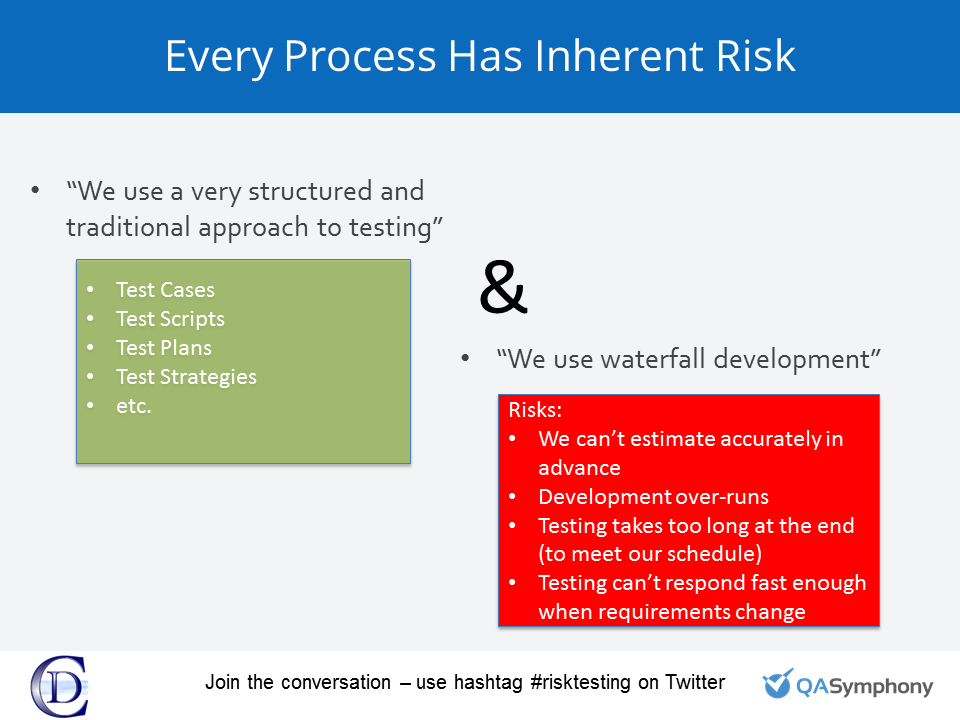 Every Process Has Inherent Risk
• “We use a very structured and
traditional approach to testing”
• Test Cases
• Test Scripts
• Test Plans
• Test Strategies
• etc.
&
• “We use waterfall development”
Risks:
• We can’t estimate accurately in
advance
• Development over-runs
• Testing takes too long at the end
(to meet our schedule)
• Testing can’t respond fast enough
when requirements change
CD
Join the conversation – use hashtag #risktesting on Twitter
QASymphony